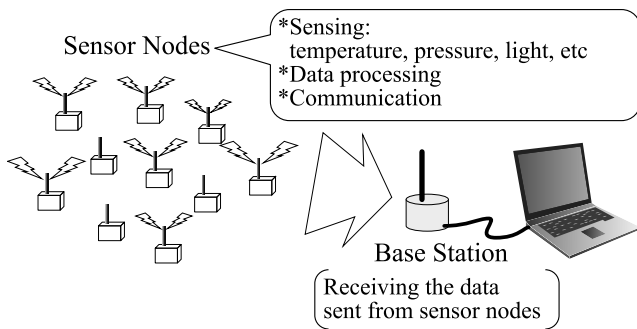 Sensor Nodes
*Sensing:
temperature, pressure, light, etc
*Data processing
*Communication
Base Station
Receiving the data
sent from sensor nodes